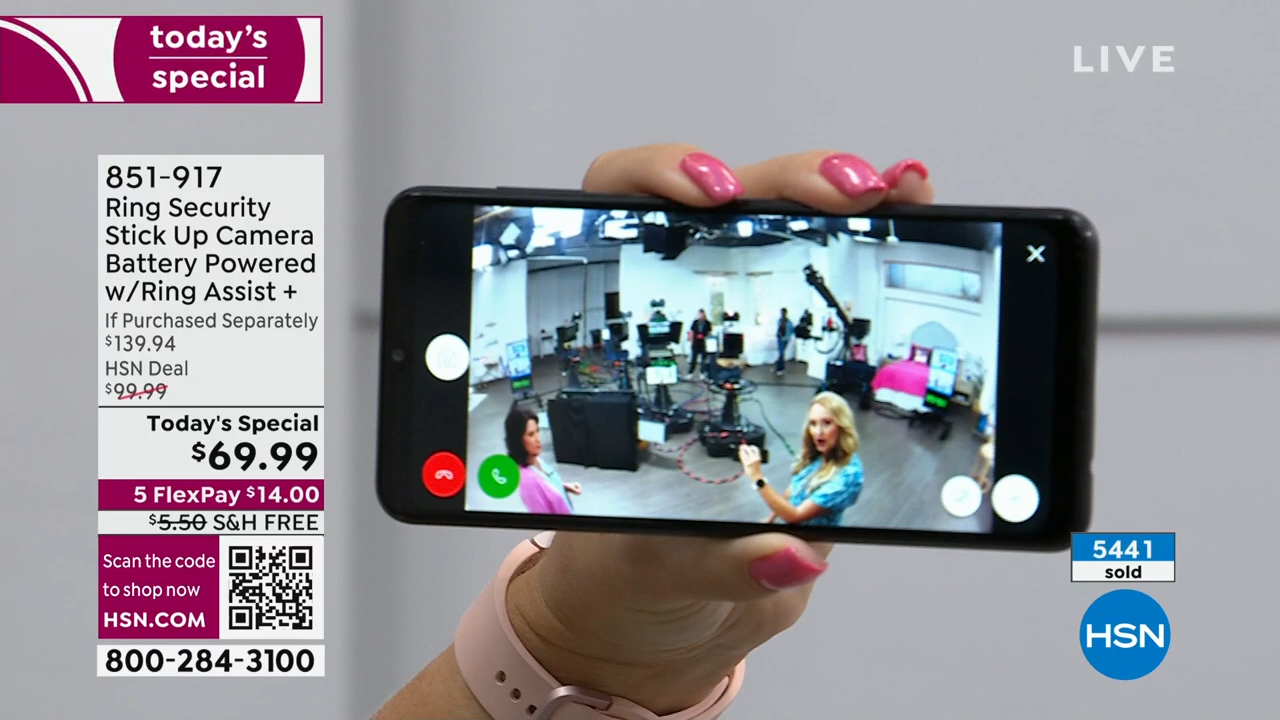 today's
special
LIVE
851-917
Ring Security
Stick Up Camera
Battery Powered
w/Ring Assist +
If Purchased Separately
$139.94
HSN Deal
$99.99
Today's Special
$69.99
5 FlexPay $14.00
$5.50 S&H FREE
Scan the code
to shop now
HSN.COM
800-284-3100
5441
sold
HSN